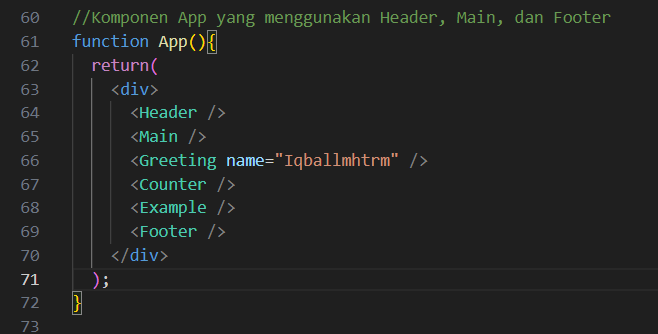 60 //Komponen App yang menggunakan Header, Main, dan Footer
61 function App(){
62   return(
63     <div>
64       <Header />
65       <Main />
66       <Greeting name="Iqballmhtrm" />
67       <Counter />
68       <Example />
69       <Footer />
70     </div>
71   );
72 }
73